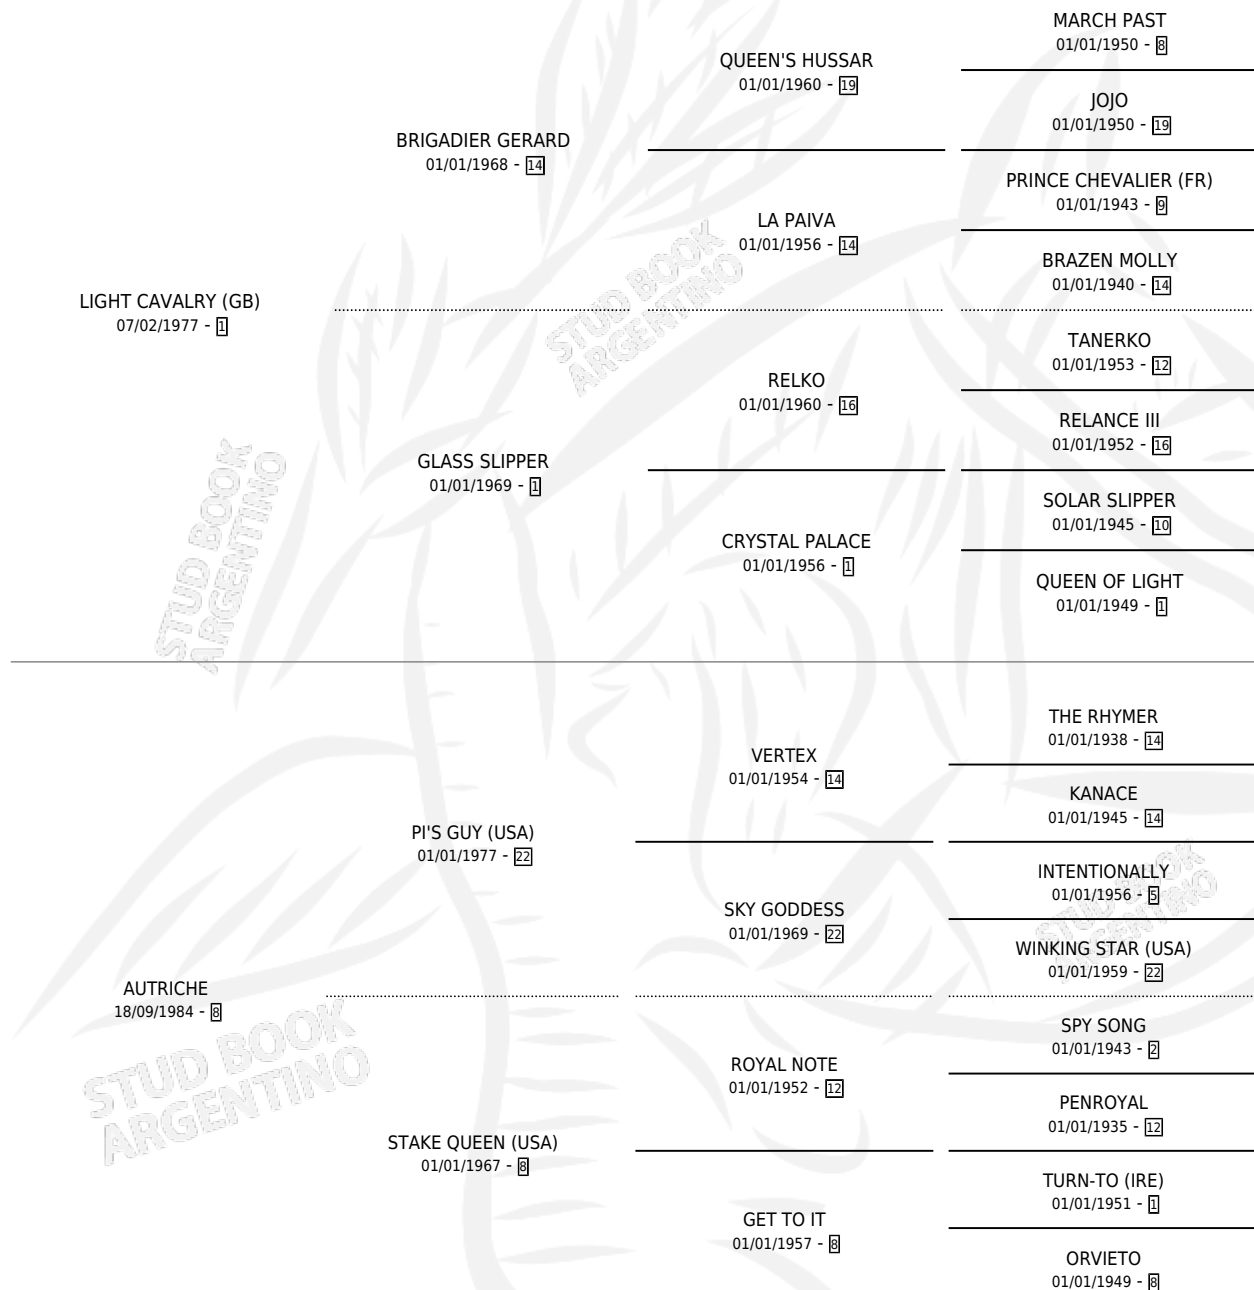 LIGHT CAVALRY (GB)
07/02/1977 - 1
BRIGADIER GERARD
01/01/1968 - 14
QUEEN'S HUSSAR
01/01/1960 - 19
MARCH PAST
01/01/1950 - 8
JOJO
01/01/1950 - 19
LA PAIVA
01/01/1956 - 14
PRINCE CHEVALIER (FR)
01/01/1943 - 9
BRAZEN MOLLY
01/01/1940 - 14
GLASS SLIPPER
01/01/1969 - 1
RELKO
01/01/1960 - 16
TANERKO
01/01/1953 - 12
RELANCE III
01/01/1952 - 16
CRYSTAL PALACE
01/01/1956 - 1
SOLAR SLIPPER
01/01/1945 - 10
QUEEN OF LIGHT
01/01/1949 - 1
AUTRICHE
18/09/1984 - 8
PI'S GUY (USA)
01/01/1977 - 22
VERTEX
01/01/1954 - 14
THE RHYMER
01/01/1938 - 14
KANACE
01/01/1945 - 14
SKY GODDESS
01/01/1969 - 22
INTENTIONALLY
01/01/1956 - 5
WINKING STAR (USA)
01/01/1959 - 22
STAKE QUEEN (USA)
01/01/1967 - 8
ROYAL NOTE
01/01/1952 - 12
SPY SONG
01/01/1943 - 2
PENROYAL
01/01/1935 - 12
GET TO IT
01/01/1957 - 8
TURN-TO (IRE)
01/01/1951 - 1
ORVIETO
01/01/1949 - 8
STUD BOOK
ARGENTINO
STUD BOOK
ARGENTINO
STUD BOOK
ARGENTINO
STUD BOOK
ARGENTINO